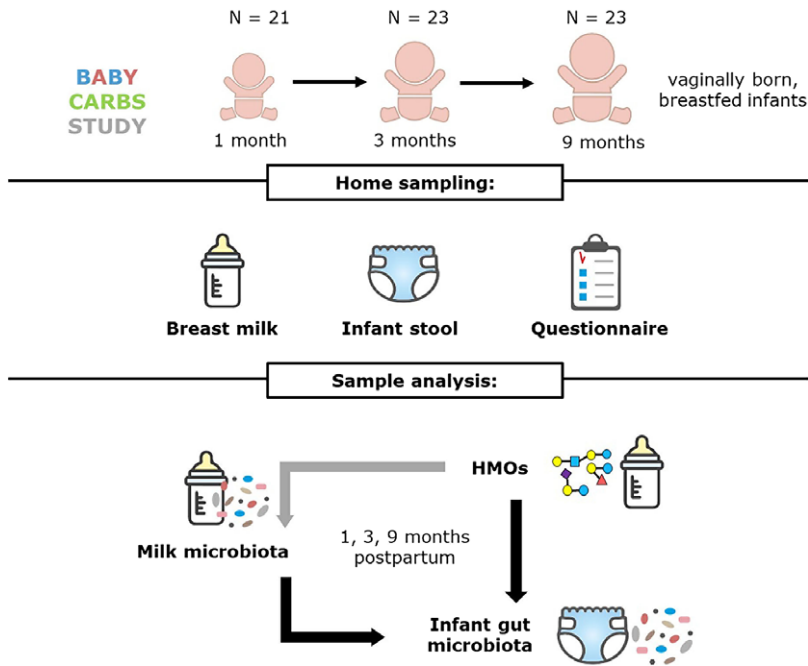 N = 21
N = 23
N = 23
BABY
CARBS
STUDY
1 month
3 months
9 months
vaginally born,
breastfed infants
Home sampling:
Breast milk
Infant stool
Questionnaire
Sample analysis:
HMOs
Milk microbiota
1, 3, 9 months
postpartum
Infant gut
microbiota